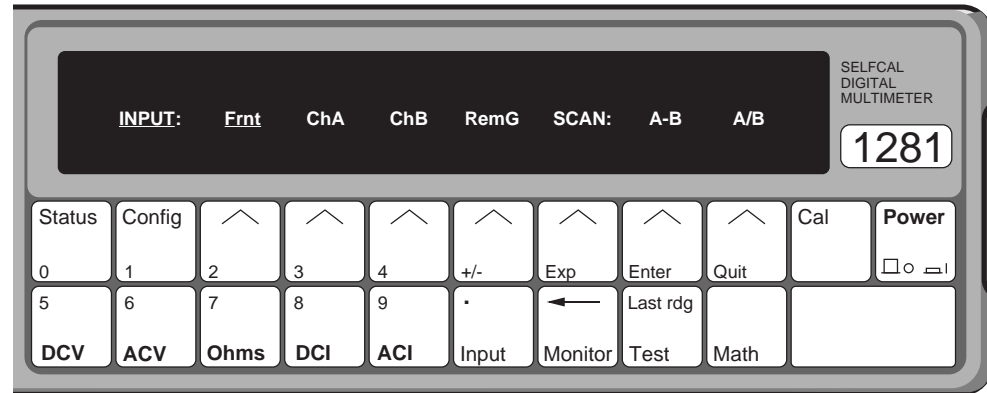 SELFCAL
DIGITAL
MULTIMETER
1281
INPUT: Frnt ChA ChB RemG SCAN: A-B A/B
Status Config Cal Power
0 1 2 3 4 +/- Exp Enter Quit
5 6 7 8 9 . Last rdg
DCV ACV Ohms DCI ACI Input Monitor Test Math